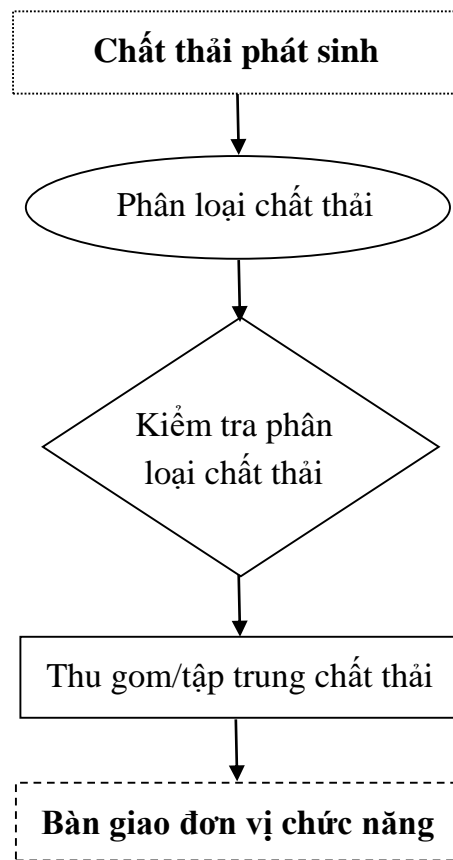 Chất thải phát sinh
Phân loại chất thải
Kiểm tra phân
loại chất thải
Thu gom/tập trung chất thải
Bàn giao đơn vị chức năng